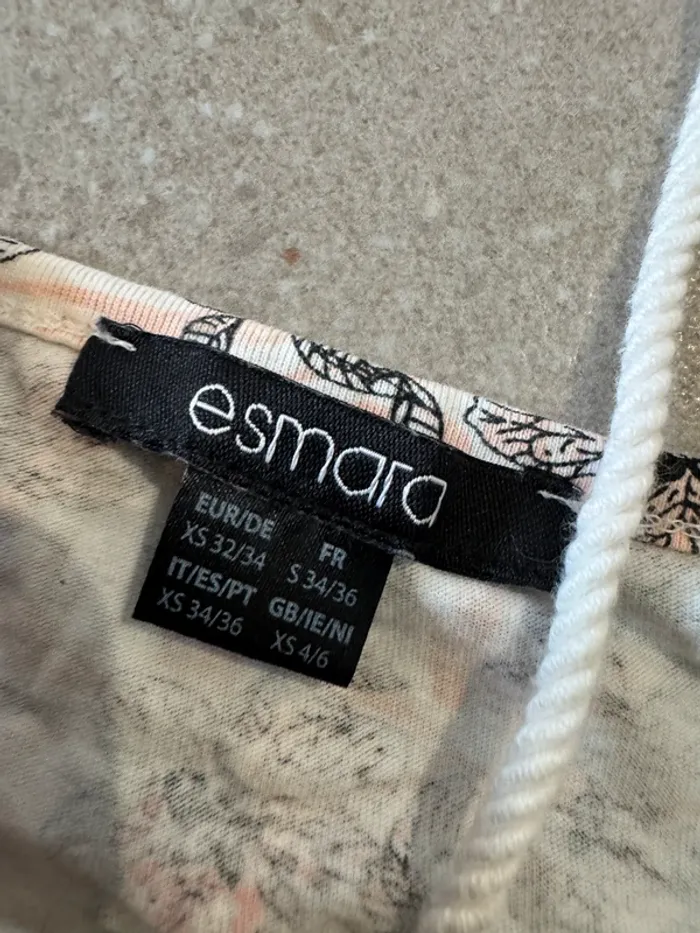 esmara
EUR/DE
XS 32/34
FR
S 34/36
IT/ES/PT
XS 34/36
GB/IE/NI
XS 4/6